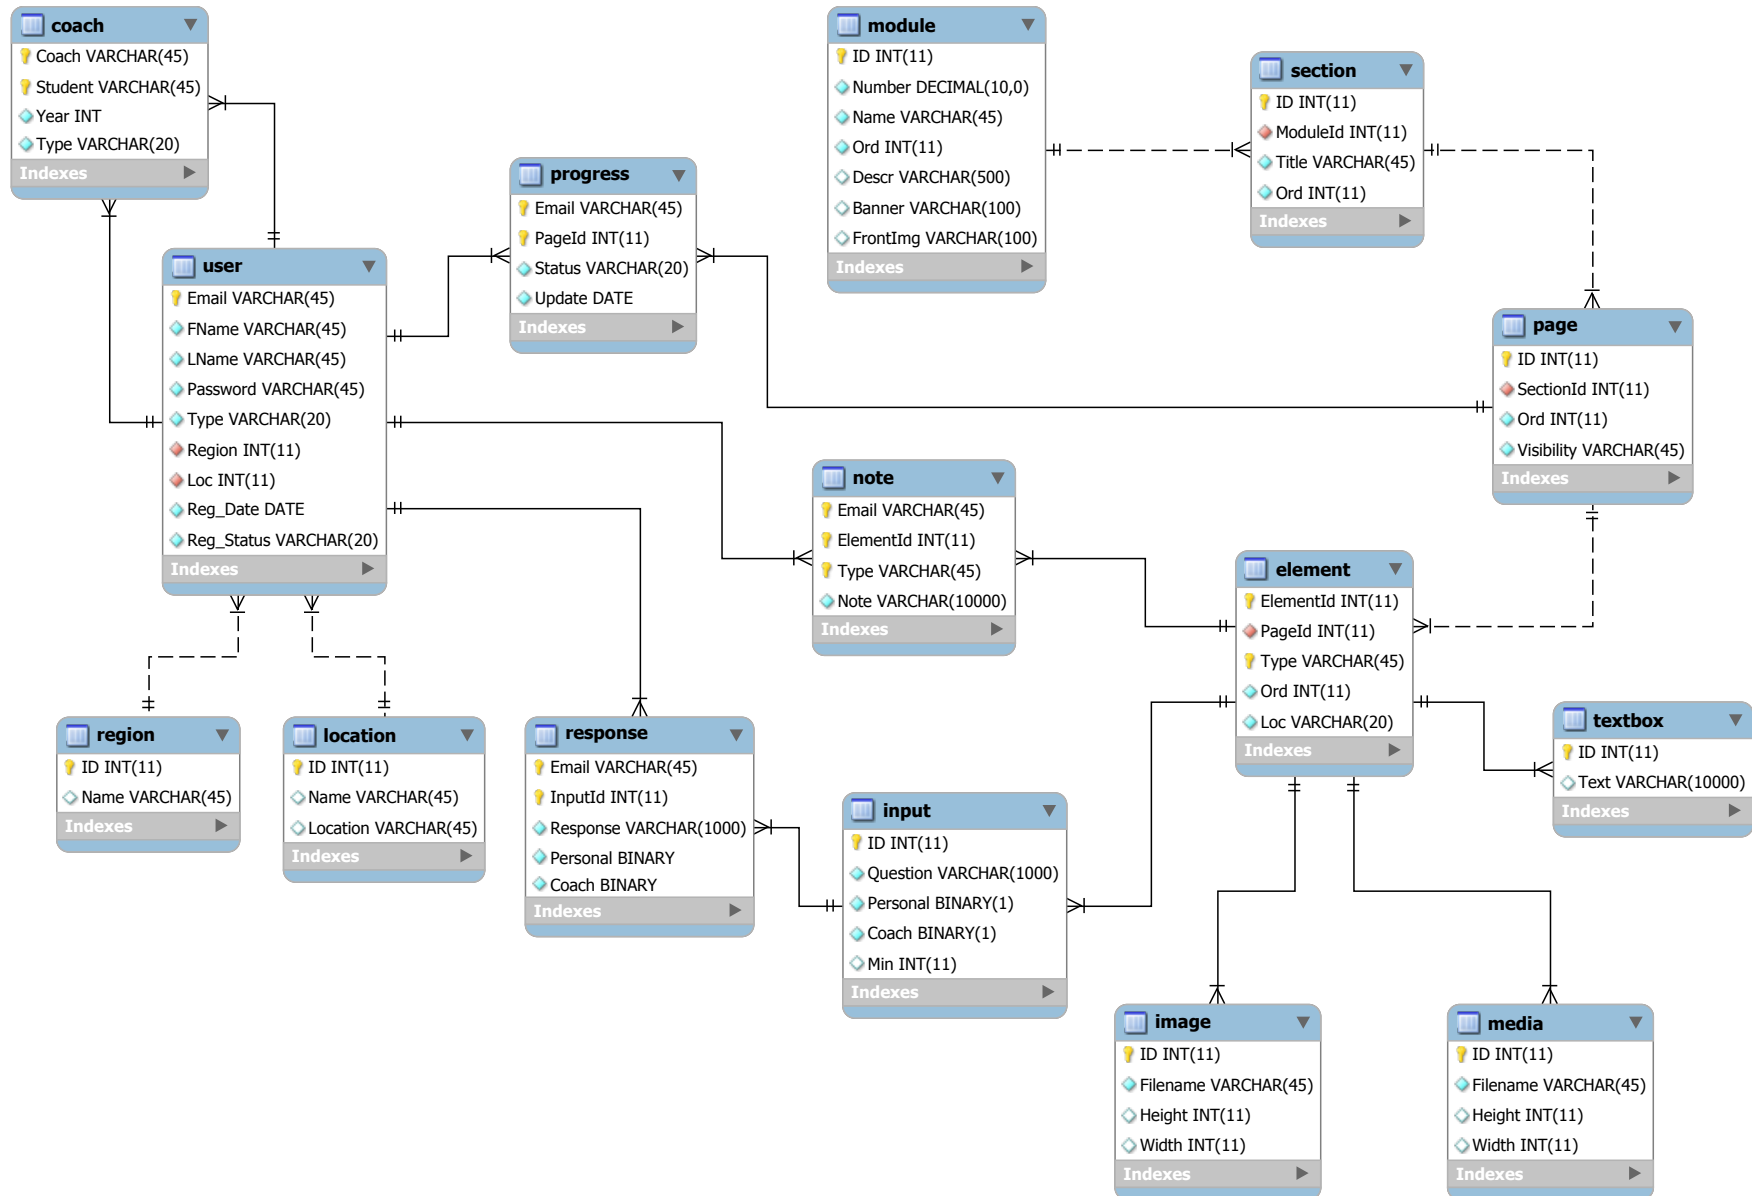 coach
Coach VARCHAR(45)
Student VARCHAR(45)
Year INT
Type VARCHAR(20)
Indexes
module
ID INT(11)
Number DECIMAL(10,0)
Name VARCHAR(45)
Ord INT(11)
Descr VARCHAR(500)
Banner VARCHAR(100)
FrontImg VARCHAR(100)
Indexes
section
ID INT(11)
ModuleId INT(11)
Title VARCHAR(45)
Ord INT(11)
Indexes
progress
Email VARCHAR(45)
PageId INT(11)
Status VARCHAR(20)
Update DATE
Indexes
user
Email VARCHAR(45)
FName VARCHAR(45)
LName VARCHAR(45)
Password VARCHAR(45)
Type VARCHAR(20)
Region INT(11)
Loc INT(11)
Reg_Date DATE
Reg_Status VARCHAR(20)
Indexes
page
ID INT(11)
SectionId INT(11)
Ord INT(11)
Visibility VARCHAR(45)
Indexes
note
Email VARCHAR(45)
ElementId INT(11)
Type VARCHAR(45)
Note VARCHAR(10000)
Indexes
element
ElementId INT(11)
PageId INT(11)
Type VARCHAR(45)
Ord INT(11)
Loc VARCHAR(20)
Indexes
region
ID INT(11)
Name VARCHAR(45)
Indexes
location
ID INT(11)
Name VARCHAR(45)
Location VARCHAR(45)
Indexes
response
Email VARCHAR(45)
InputId INT(11)
Response VARCHAR(1000)
Personal BINARY
Coach BINARY
Indexes
input
ID INT(11)
Question VARCHAR(1000)
Personal BINARY(1)
Coach BINARY(1)
Min INT(11)
Indexes
textbox
ID INT(11)
Text VARCHAR(10000)
Indexes
image
ID INT(11)
Filename VARCHAR(45)
Height INT(11)
Width INT(11)
Indexes
media
ID INT(11)
Filename VARCHAR(45)
Height INT(11)
Width INT(11)
Indexes